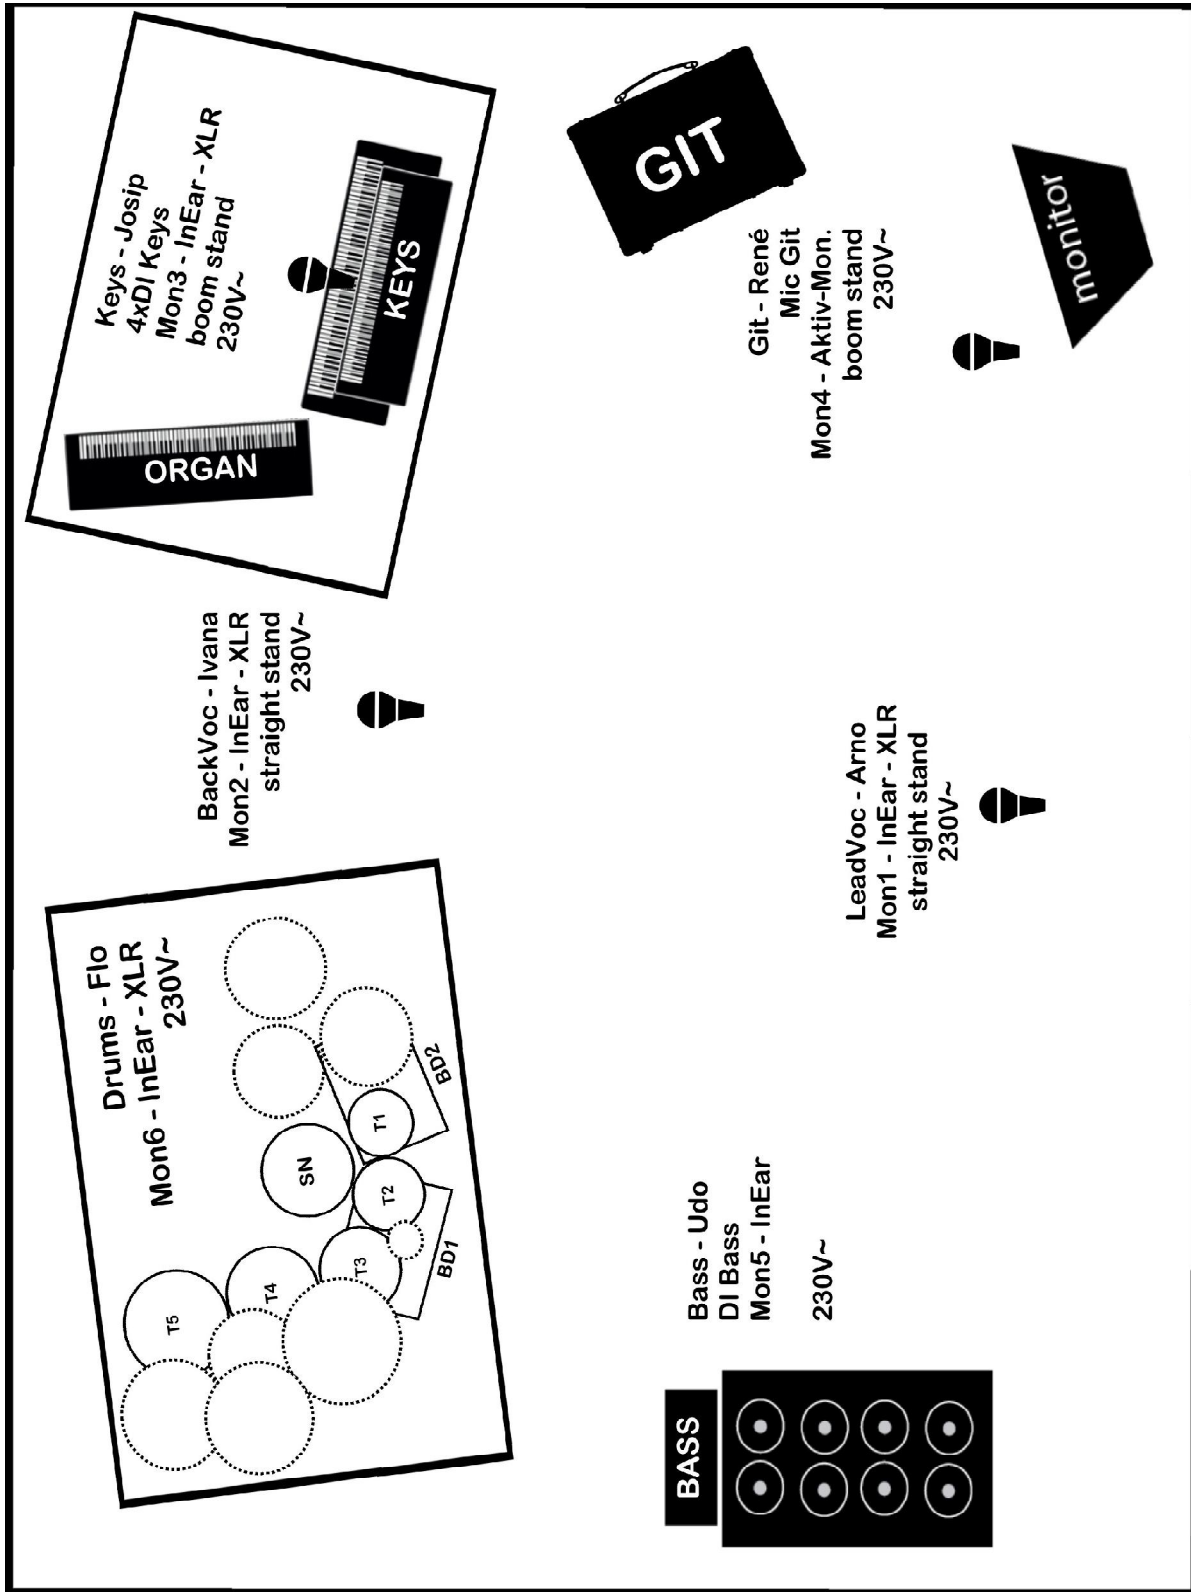 Drums - Flo
Mon6 - InEar - XLR
230V~
T5
T4
T3
T2
T1
SN
BD1
BD2
BackVoc - Ivana
Mon2 - InEar - XLR
straight stand
230V~
Keys - Josip
4xDI Keys
Mon3 - InEar - XLR
boom stand
230V~
ORGAN
KEYS
BASS
Bass - Udo
DI Bass
Mon5 - InEar
230V~
LeadVoc - Arno
Mon1 - InEar - XLR
straight stand
230V~
GIT
Git - René
Mic Git
Mon4 - Aktiv-Mon.
boom stand
230V~
monitor